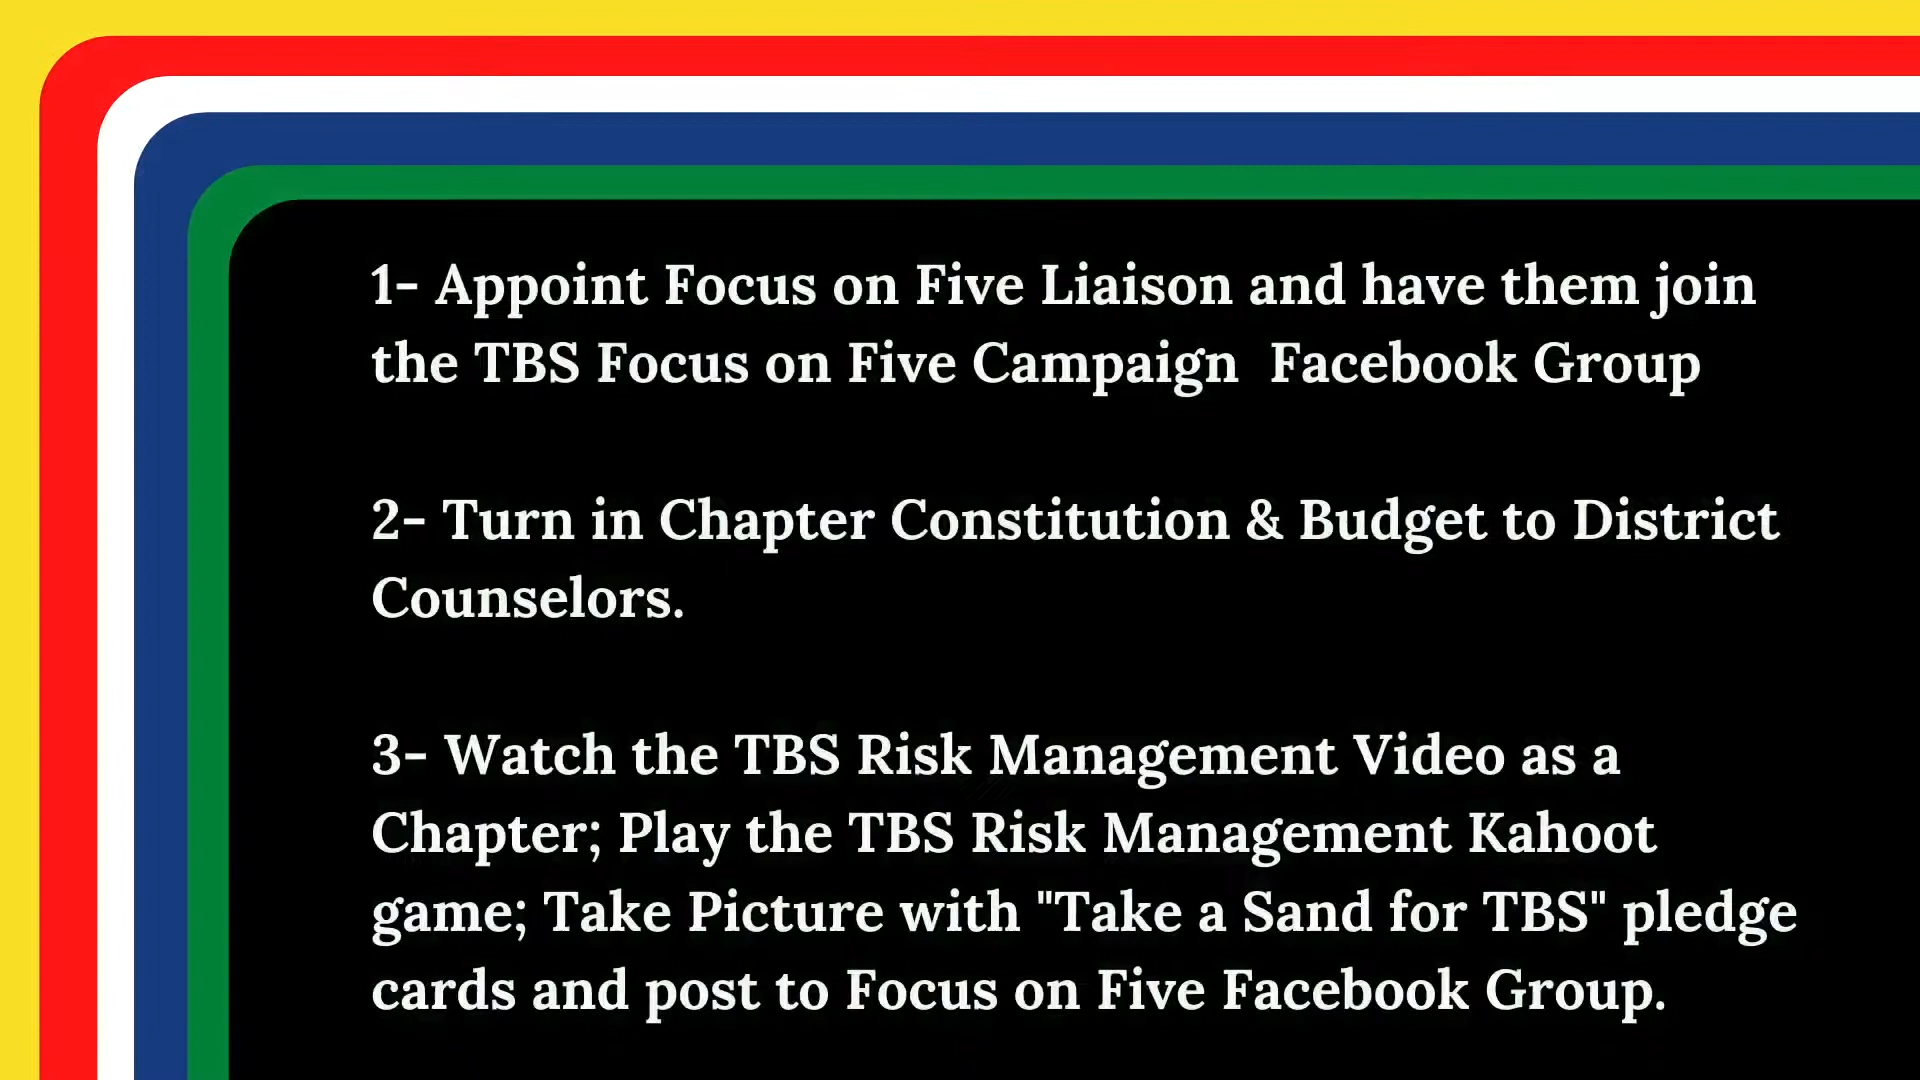 1- Appoint Focus on Five Liaison and have them join
the TBS Focus on Five Campaign  Facebook Group
2- Turn in Chapter Constitution & Budget to District
Counselors.
3- Watch the TBS Risk Management Video as a
Chapter; Play the TBS Risk Management Kahoot
game; Take Picture with "Take a Sand for TBS" pledge
cards and post to Focus on Five Facebook Group.